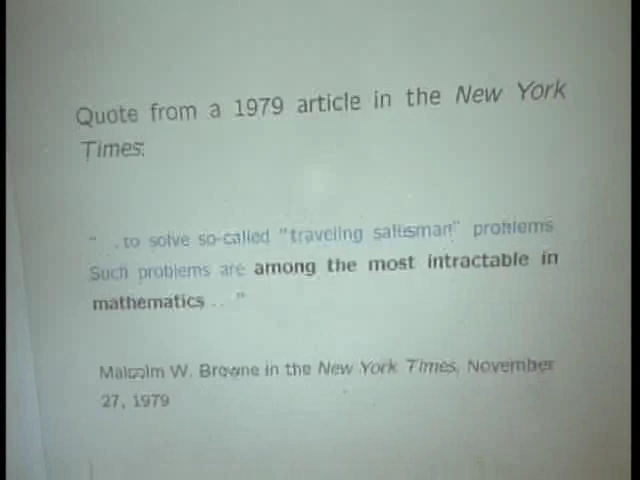 Quote from a 1979 article in the New York
Times:
" . to solve so-called "traveling salesman" problems
Such problems are among the most intractable in
mathematics . . "
Malcolm W. Browne in the New York Times, November
27, 1979